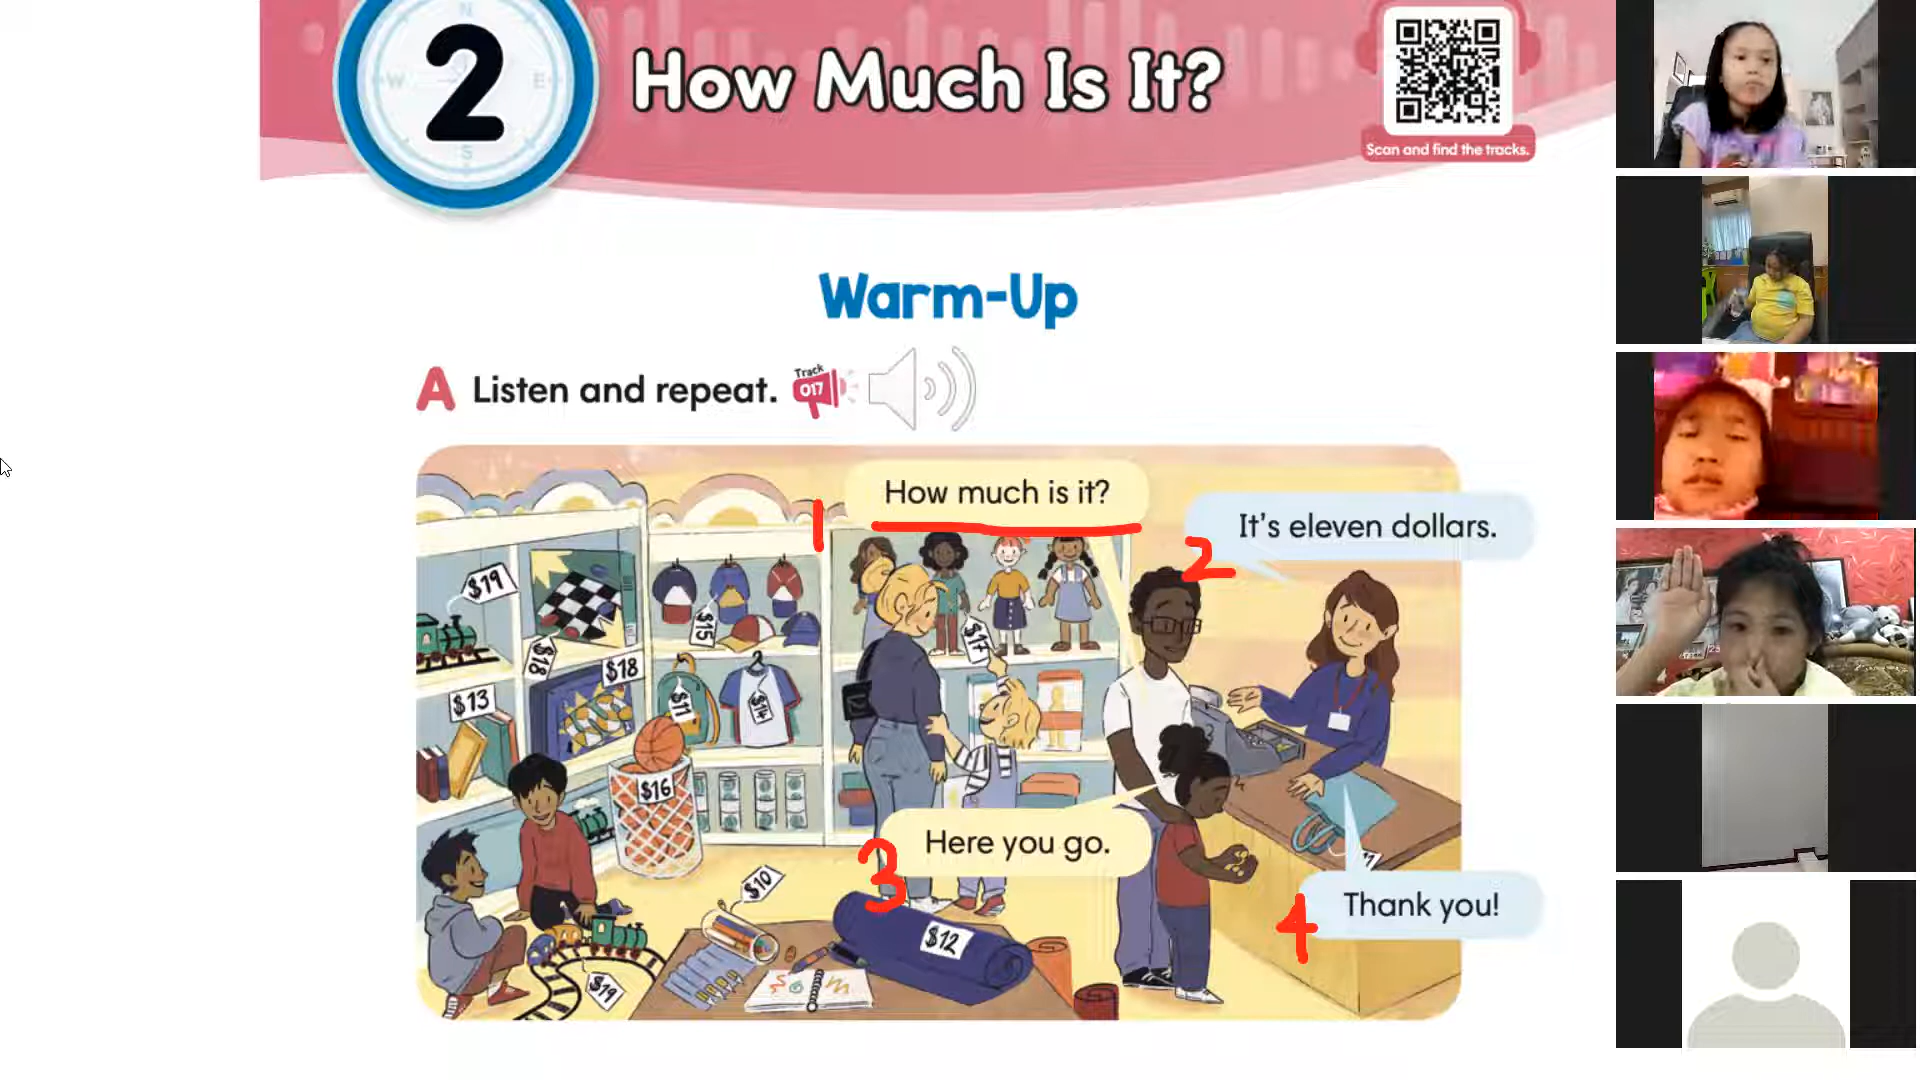 2
How Much Is It?
Scan and find the tracks.
Warm-Up
A Listen and repeat.
Track
017
1
How much is it?
2
It's eleven dollars.
$19
$18
$18
$13
$15
$11
$14
$14
$16
3
Here you go.
4
Thank you!
$10
$12
$19